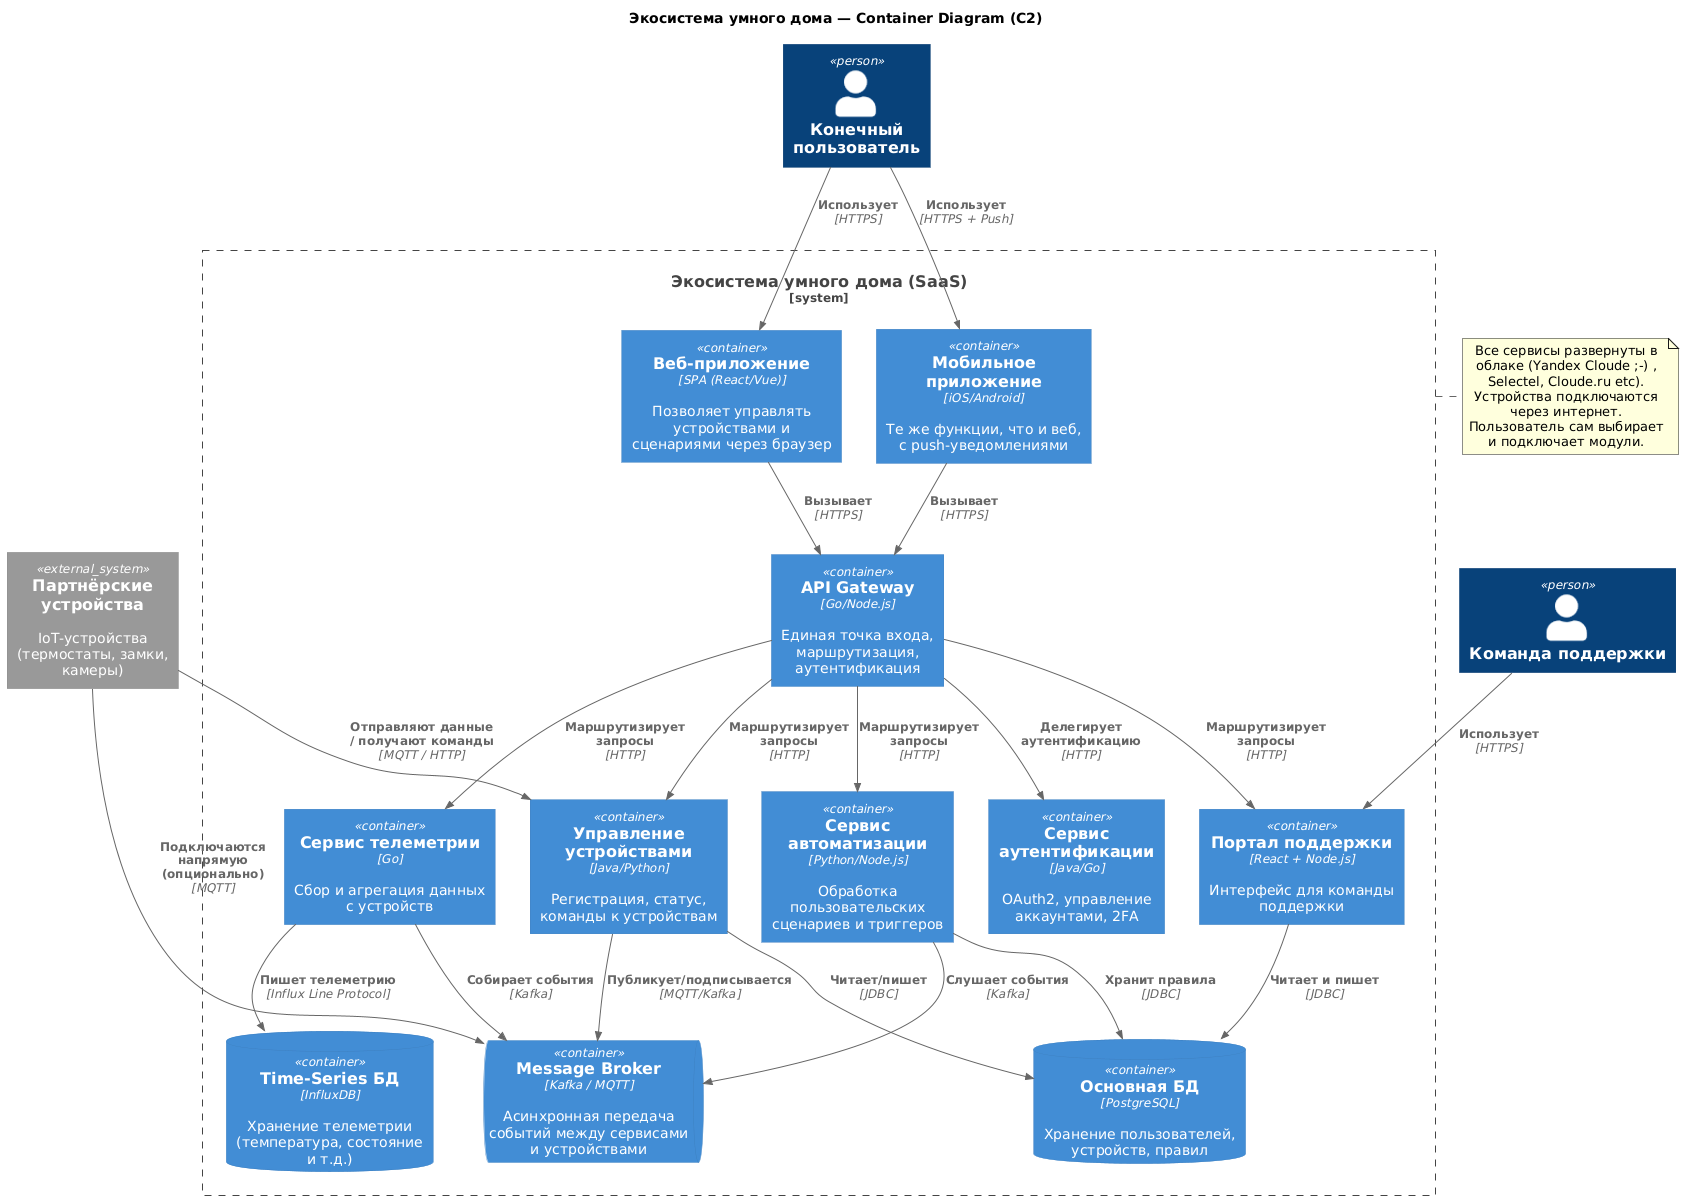 Экосистема умного дома — Container Diagram (C2)
«person»
Конечный
пользователь
Использует
[HTTPS]
Использует
[HTTPS + Push]
Экосистема умного дома (SaaS)
[system]
«container»
Веб-приложение
[SPA (React/Vue)]
Позволяет управлять
устройствами и
сценариями через браузер
«container»
Мобильное
приложение
[iOS/Android]
Те же функции, что и веб,
с push-уведомлениями
Все сервисы развернуты в
облаке (Yandex Cloude ;-) ,
Selectel, Cloude.ru etc).
Устройства подключаются
через интернет.
Пользователь сам выбирает
и подключает модули.
Вызывает
[HTTPS]
Вызывает
[HTTPS]
«external_system»
Партнёрские
устройства
IoT-устройства
(термостаты, замки,
камеры)
«container»
API Gateway
[Go/Node.js]
Единая точка входа,
маршрутизация,
аутентификация
«person»
Команда поддержки
Отправляют данные
/ получают команды
[MQTT / HTTP]
Маршрутизирует
запросы
[HTTP]
Маршрутизирует
запросы
[HTTP]
Маршрутизирует
запросы
[HTTP]
Делегирует
аутентификацию
[HTTP]
Маршрутизирует
запросы
[HTTP]
Использует
[HTTPS]
Подключаются
напрямую
(опционально)
[MQTT]
«container»
Сервис телеметрии
[Go]
Сбор и агрегация данных
с устройств
«container»
Управление
устройствами
[Java/Python]
Регистрация, статус,
команды к устройствам
«container»
Сервис
автоматизации
[Python/Node.js]
Обработка
пользовательских
сценариев и триггеров
«container»
Сервис
аутентификации
[Java/Go]
OAuth2, управление
аккаунтами, 2FA
«container»
Портал поддержки
[React + Node.js]
Интерфейс для команды
поддержки
Пишет телеметрию
[Influx Line Protocol]
Собирает события
[Kafka]
Публикует/подписывается
[MQTT/Kafka]
Читает/пишет
[JDBC]
Слушает события
[Kafka]
Хранит правила
[JDBC]
Читает и пишет
[JDBC]
«container»
Time-Series БД
[InfluxDB]
Хранение телеметрии
(температура, состояние
и т.д.)
«container»
Message Broker
[Kafka / MQTT]
Асинхронная передача
событий между сервисами
и устройствами
«container»
Основная БД
[PostgreSQL]
Хранение пользователей,
устройств, правил